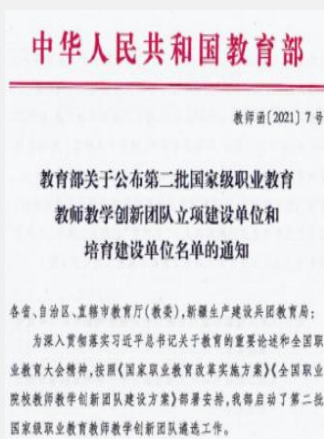 中华人民共和国教育部
教师函[2021]7号
教育部关于公布第二批国家级职业教育
教师教学创新团队立项建设单位和
培育建设单位名单的通知
各省、自治区、直辖市教育厅(教委),新疆生产建设兵团教育局:
为深入贯彻落实习近平总书记关于教育的重要论述和全国职
业教育大会精神,按照《国家职业教育改革实施方案》《全国职业
院校教师教学创新团队建设方案》部署安排,我部启动了第二批
国家级职业教育教师教学创新团队遴选工作。